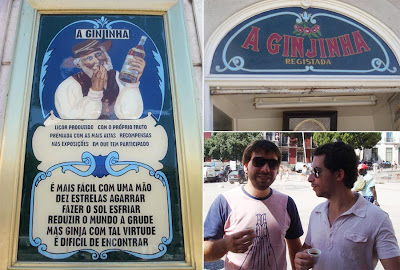 A GINJINHA
LICOR PRODUZIDO COM O PRÓPRIO FRUTO
PREMIADA COM AS MAIS ALTAS RECOMPENSAS
NAS EXPOSIÇÕES EM QUE TEM PARTICIPADO
É MAIS FÁCIL COM UMA MÃO
DEZ ESTRELAS AGARRAR
FAZER O SOL ESFRIAR
REDUZIR O MUNDO A GRUDE
MAS GINJA COM TAL VIRTUDE
É DIFICIL DE ENCONTRAR
A GINJINHA
REGISTADA